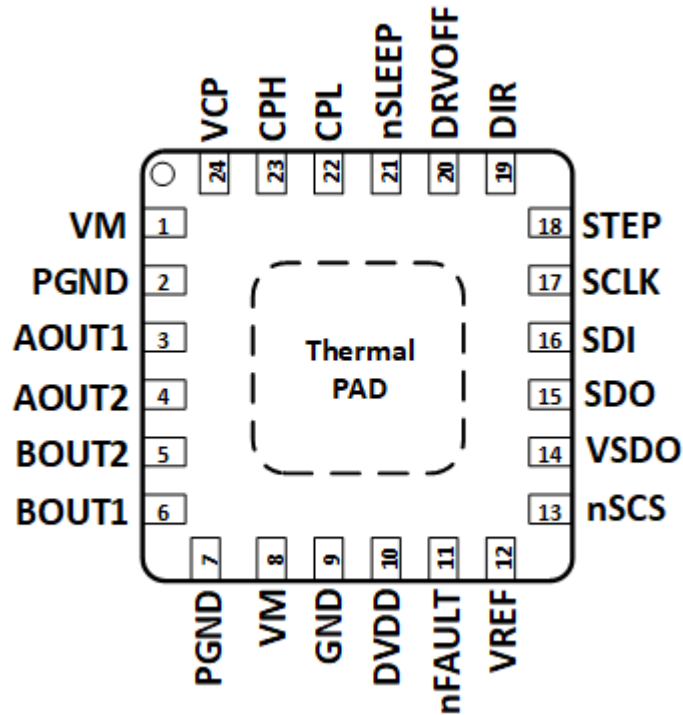 VCP CPH CPL nSLEEP DRVOFF DIR
24 23 22 21 20 19
VM 1 18 STEP
PGND 2 17 SCLK
AOUT1 3 16 SDI
Thermal
PAD
AOUT2 4 15 SDO
BOUT2 5 14 VSDO
BOUT1 6 13 nSCS
7 8 9 10 11 12
PGND VM GND DVDD nFAULT VREF